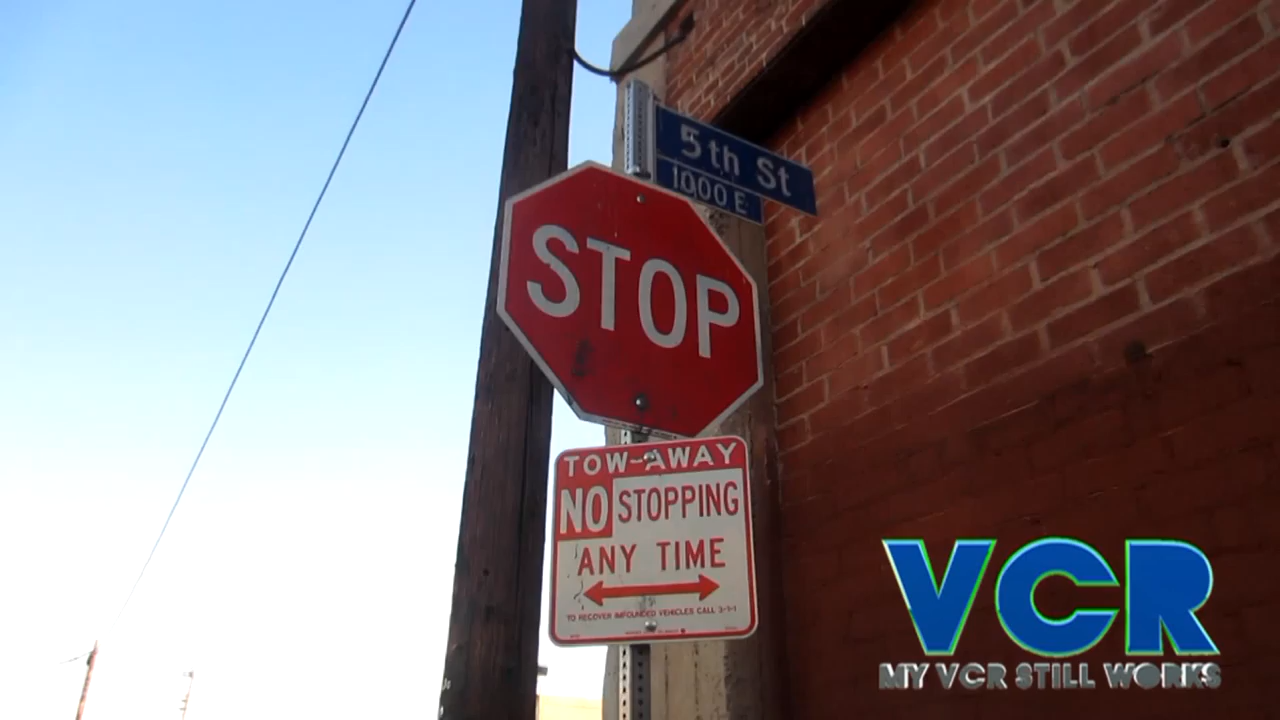 5th St
1000 E
STOP
TOW-AWAY
NO STOPPING
ANY TIME
TO RECOVER IMPOUNDED VEHICLES CALL 3-1-1
VCR
MY VCR STILL WORKS